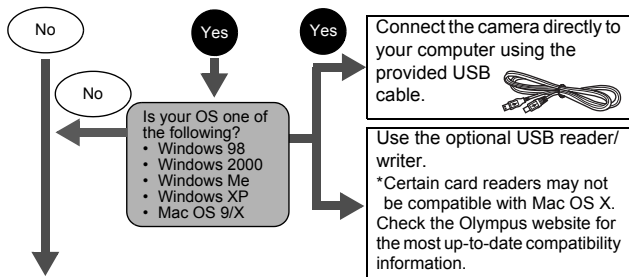 No
Yes
Yes
No
Is your OS one of
the following?
• Windows 98
• Windows 2000
• Windows Me
• Windows XP
• Mac OS 9/X
Connect the camera directly to
your computer using the
provided USB
cable.
Use the optional USB reader/
writer.
*Certain card readers may not
be compatible with Mac OS X.
Check the Olympus website for
the most up-to-date compatibility
information.